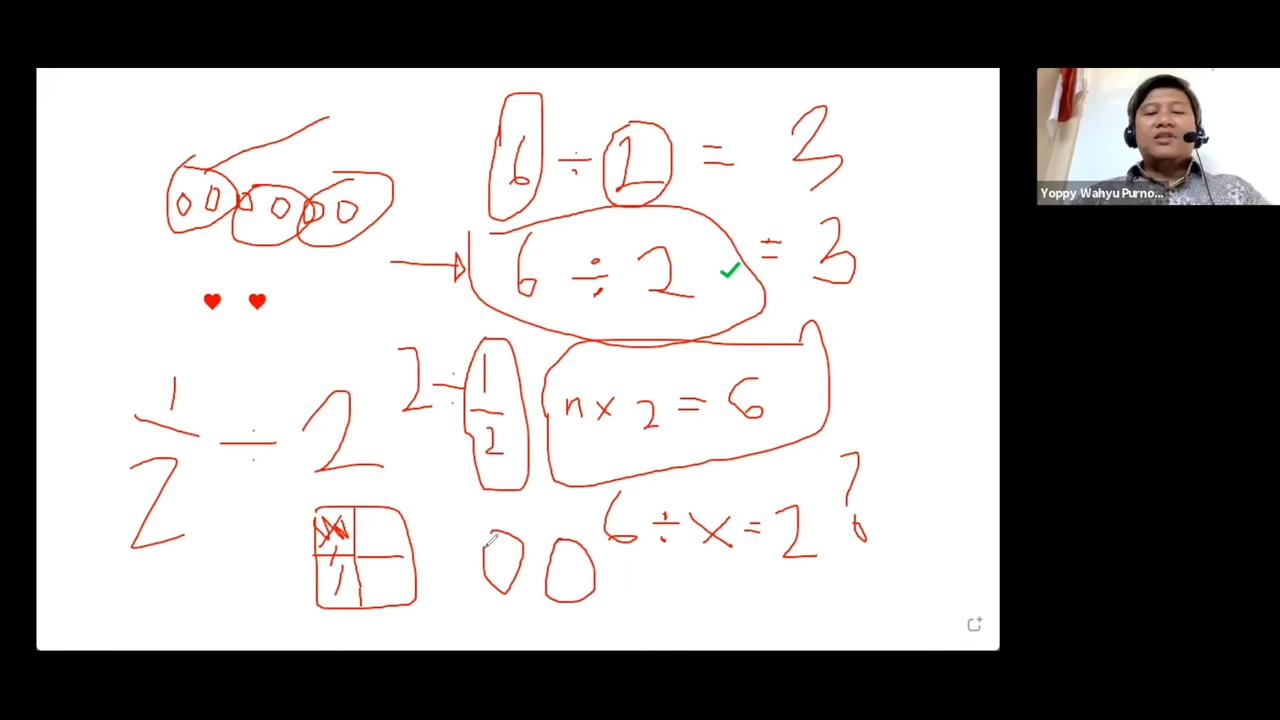 6 ÷ 2 = 3
6 ÷ 2 = 3
2 ÷ 1/2
n x 2 = 6
1/2 ÷ 2
6 ÷ x = 2 ?
Yoppy Wahyu Purno...